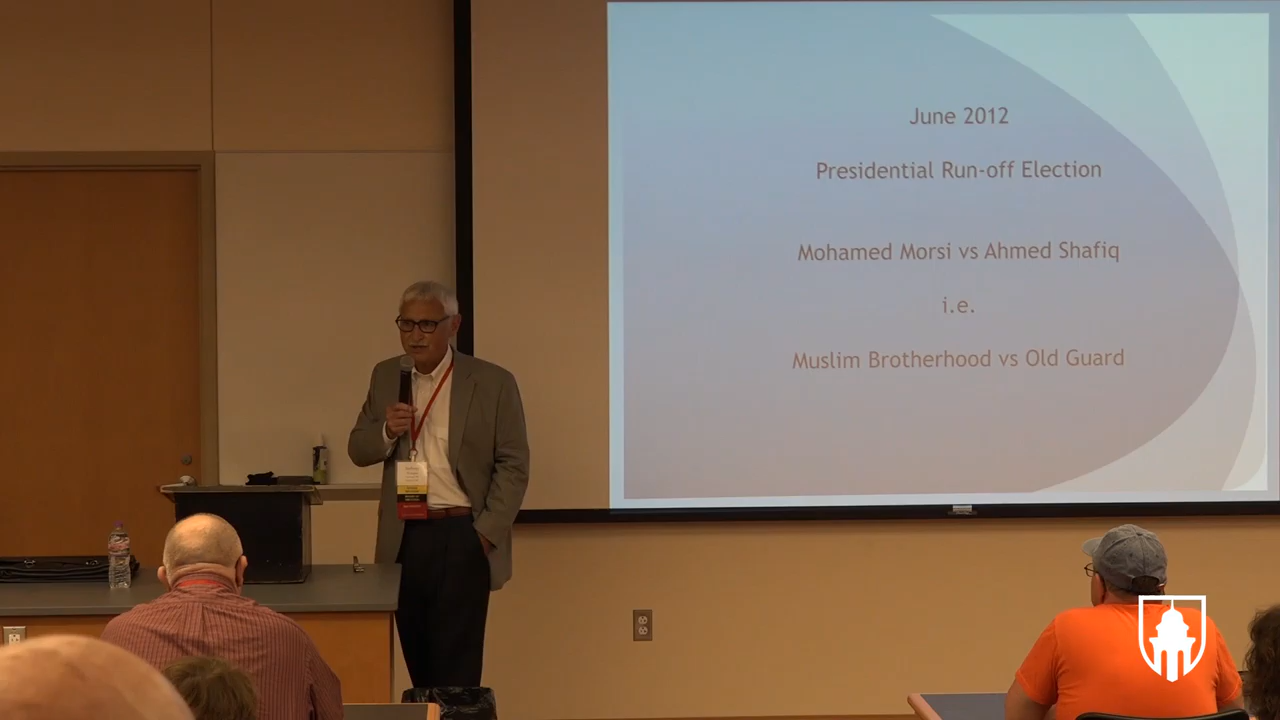 June 2012
Presidential Run-off Election
Mohamed Morsi vs Ahmed Shafiq
i.e.
Muslim Brotherhood vs Old Guard